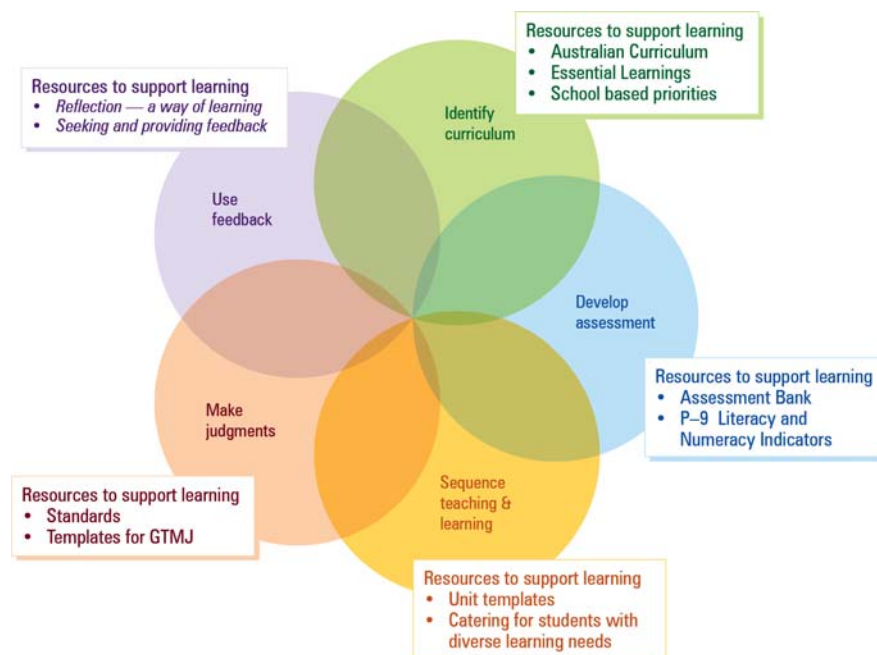 Resources to support learning
• Australian Curriculum
• Essential Learnings
• School based priorities
Resources to support learning
• Reflection — a way of learning
• Seeking and providing feedback
Identify
curriculum
Use
feedback
Develop
assessment
Resources to support learning
• Assessment Bank
• P–9 Literacy and
Numeracy Indicators
Make
judgments
Sequence
teaching &
learning
Resources to support learning
• Standards
• Templates for GTMJ
Resources to support learning
• Unit templates
• Catering for students with
diverse learning needs